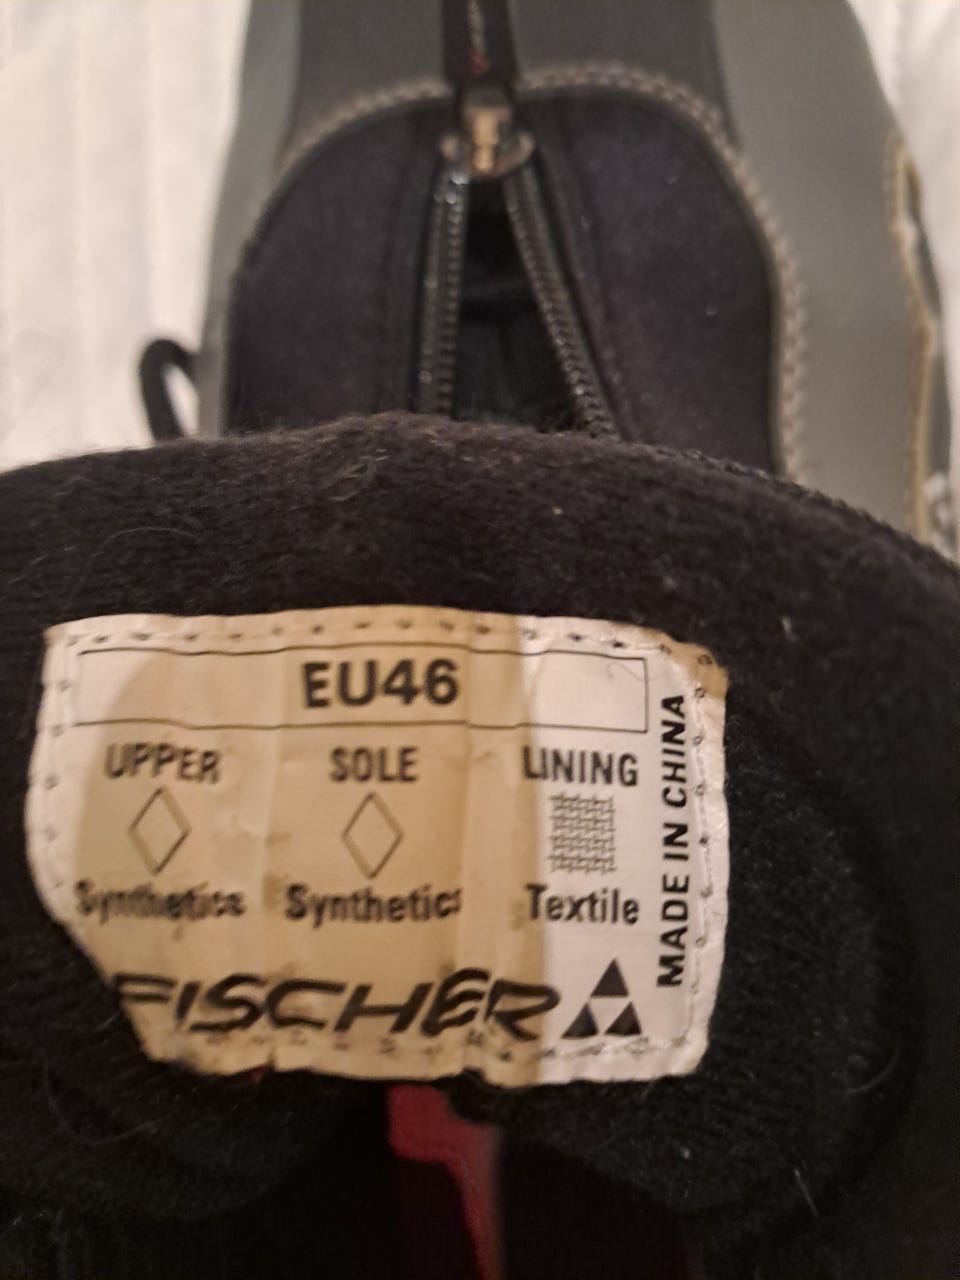 EU46
UPPER SOLE LINING
Synthetics Synthetics Textile
FISCHER
MADE IN CHINA